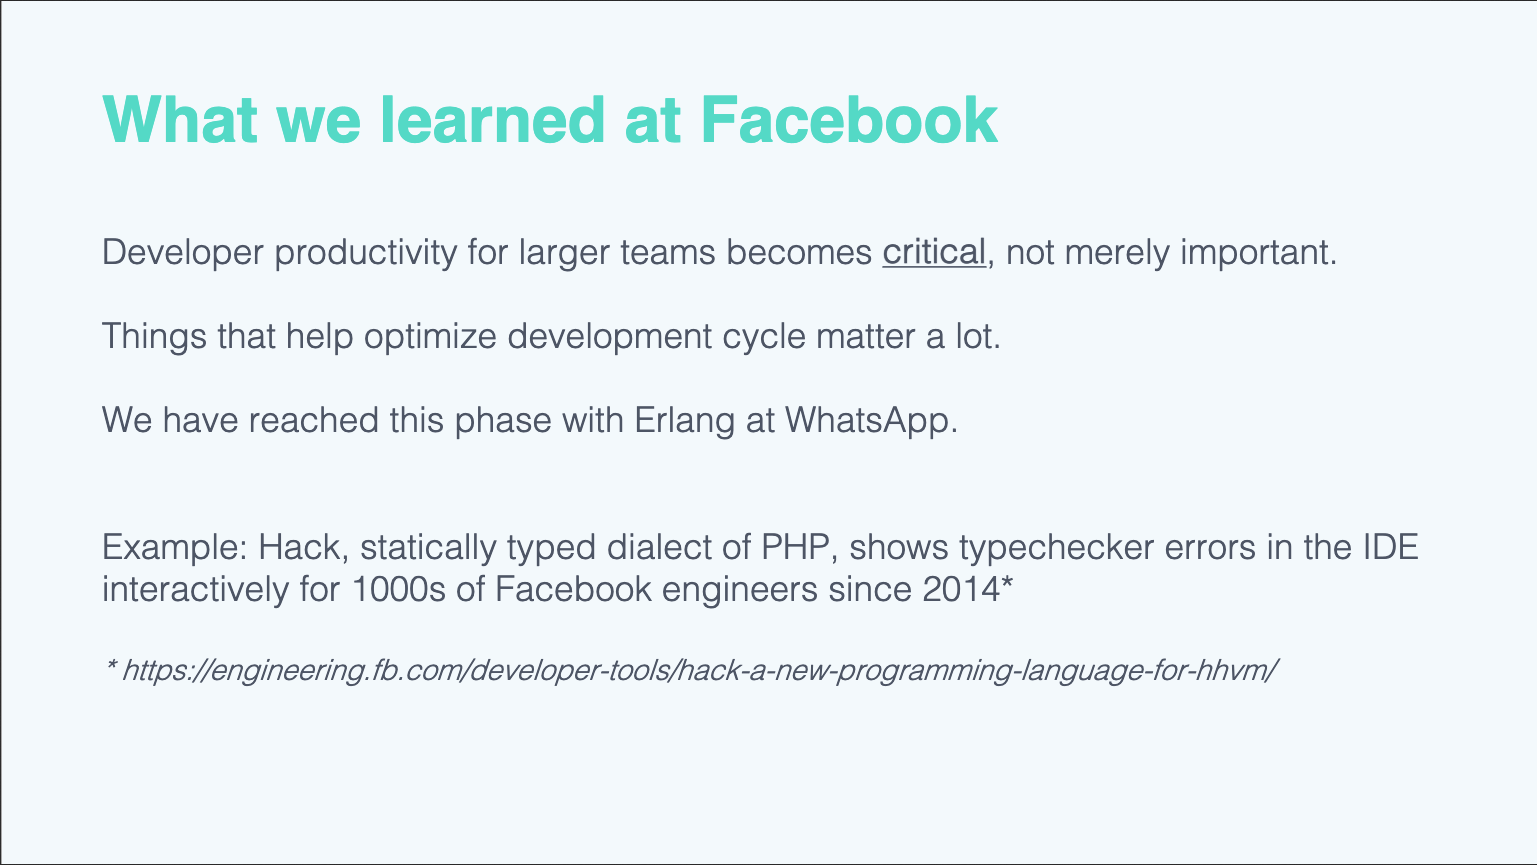 What we learned at Facebook
Developer productivity for larger teams becomes critical, not merely important.
Things that help optimize development cycle matter a lot.
We have reached this phase with Erlang at WhatsApp.
Example: Hack, statically typed dialect of PHP, shows typechecker errors in the IDE
interactively for 1000s of Facebook engineers since 2014*
* https://engineering.fb.com/developer-tools/hack-a-new-programming-language-for-hhvm/